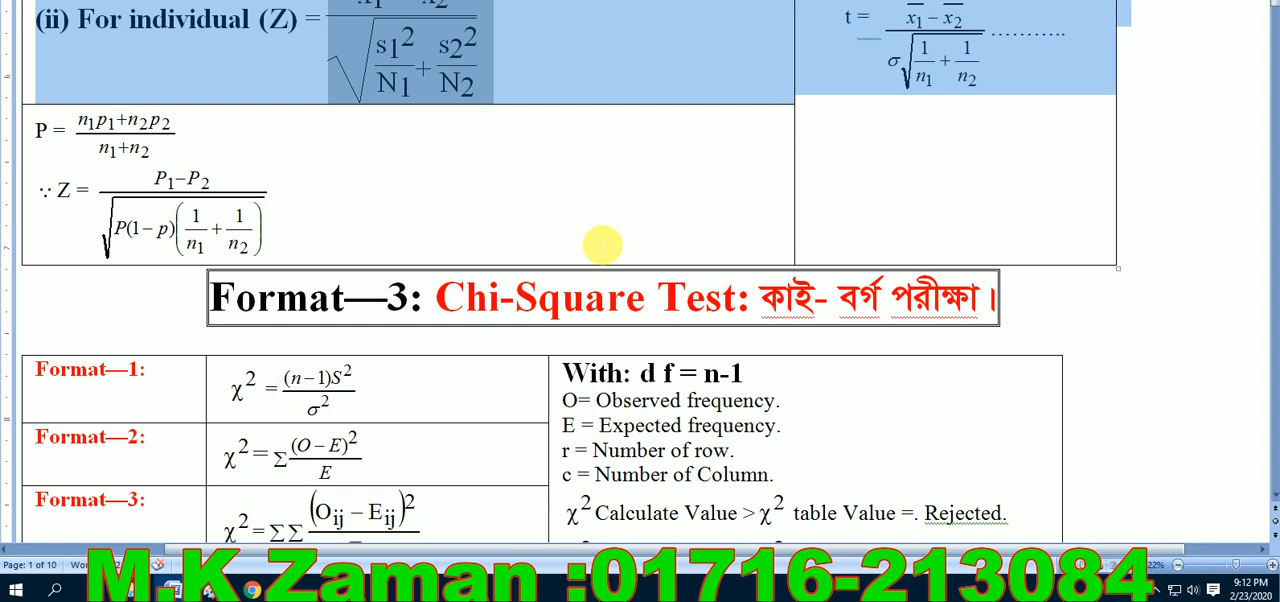 (ii) For individual (Z) = x1 - x2 / √(s1²/N1 + s2²/N2)
t = (x̄1 − x̄2) / σ√(1/n1 + 1/n2) ………..
P = (n1p1+n2p2) / (n1+n2)
∵ Z = (P1−P2) / √(P(1−p)(1/n1 + 1/n2))
Format—3: Chi-Square Test: কাই- বর্গ পরীক্ষা।
Format—1:
χ² = (n−1)S² / σ²
Format—2:
χ² = Σ (O−E)² / E
Format—3:
χ² = ΣΣ (Oij − Eij)²
With: d f = n-1
O= Observed frequency.
E = Expected frequency.
r = Number of row.
c = Number of Column.
χ² Calculate Value > χ² table Value =. Rejected.
Page: 1 of 10
22%
M.K Zaman :01716-213084
9:12 PM
2/23/2020